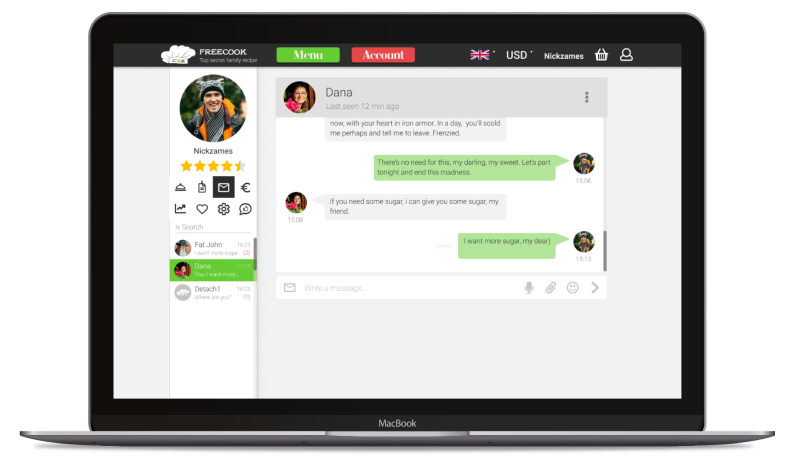 FREECOOK
Top secret family recipe
COOK
Menu
Account
USD
Nickzames
Nickzames
Search
Fat John 16:23
I want more sugar.. (2)
Dana 15:13
You: I want more..
Detach1 16:23
Where are you? (1)
Dana
Last seen 12 min ago
now, with your heart in iron armor. In a day, you'll scold
me perhaps and tell me to leave. Frenzied.
There's no need for this, my darling, my sweet. Let's part
tonight and end this madness.
15:06
If you need some sugar, i can give you some sugar, my
friend.
15:08
I want more sugar, my dear)
15:13
Write a message...
MacBook